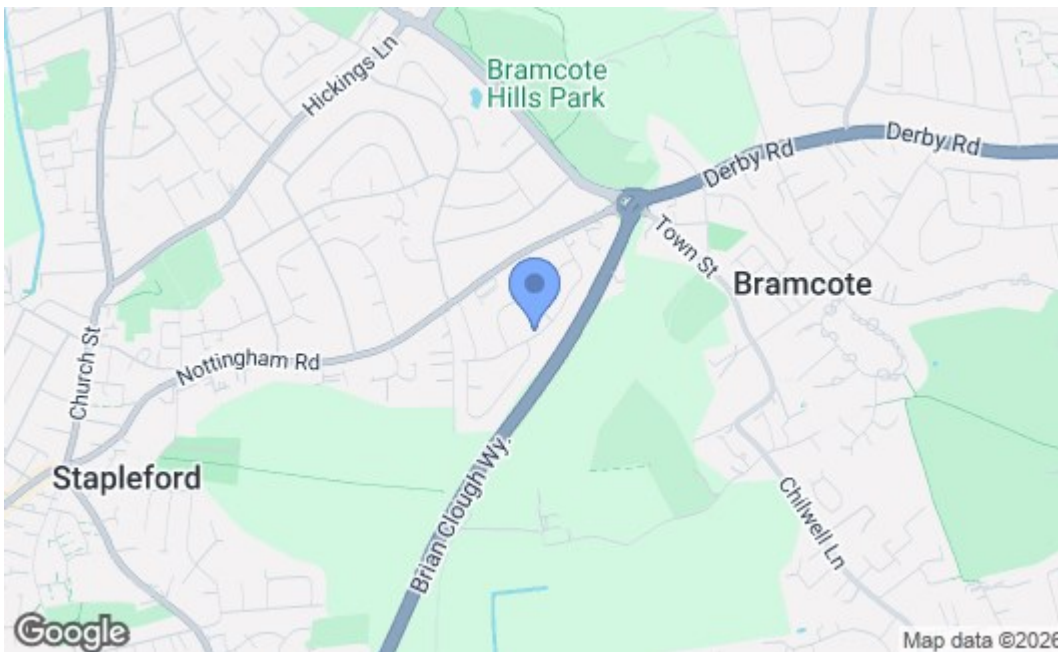 Hickings Ln
Bramcote
Hills Park
Derby Rd
Derby Rd
Town St
Bramcote
Church St
Nottingham Rd
Stapleford
Brian Clough Wy.
Chilwell Ln
Google
Map data ©2026